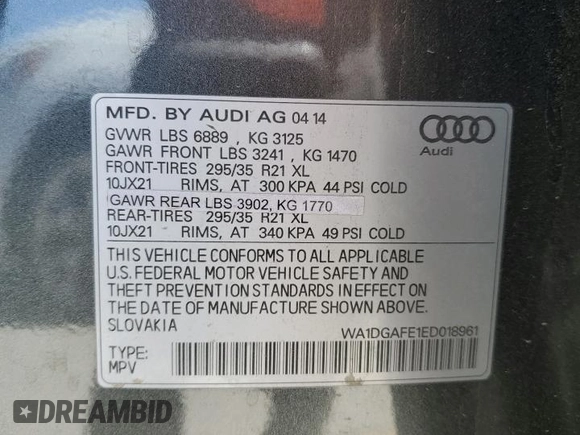 MFD. BY AUDI AG 04 14
GVWR LBS 6889 , KG 3125
GAWR FRONT LBS 3241 , KG 1470
FRONT-TIRES 295/35 R21 XL
10JX21 RIMS, AT 300 KPA 44 PSI COLD
GAWR REAR LBS 3902, KG 1770
REAR-TIRES 295/35 R21 XL
10JX21 RIMS, AT 340 KPA 49 PSI COLD
Audi
THIS VEHICLE CONFORMS TO ALL APPLICABLE
U.S. FEDERAL MOTOR VEHICLE SAFETY AND
THEFT PREVENTION STANDARDS IN EFFECT ON
THE DATE OF MANUFACTURE SHOWN ABOVE.
SLOVAKIA
WA1DGAFE1ED018961
TYPE:
MPV
DREAMBID